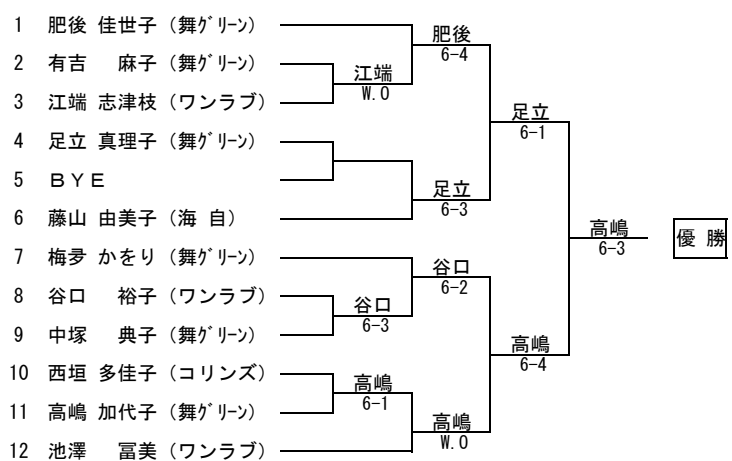 1 肥後 佳世子 (舞ｸﾞﾘｰﾝ)
肥後
6-4
2 有吉 麻子 (舞ｸﾞﾘｰﾝ)
江端
W.O
3 江端 志津枝 (ワンラブ)
足立
6-1
4 足立 真理子 (舞ｸﾞﾘｰﾝ)
5 ＢＹＥ
足立
6-3
6 藤山 由美子 (海 自)
高嶋
6-3
優 勝
7 梅夛 かをり (舞ｸﾞﾘｰﾝ)
谷口
6-2
8 谷口 裕子 (ワンラブ)
谷口
6-3
9 中塚 典子 (舞ｸﾞﾘｰﾝ)
高嶋
6-4
10 西垣 多佳子 (コリンズ)
高嶋
6-1
11 高嶋 加代子 (舞ｸﾞﾘｰﾝ)
高嶋
W.O
12 池澤 冨美 (ワンラブ)